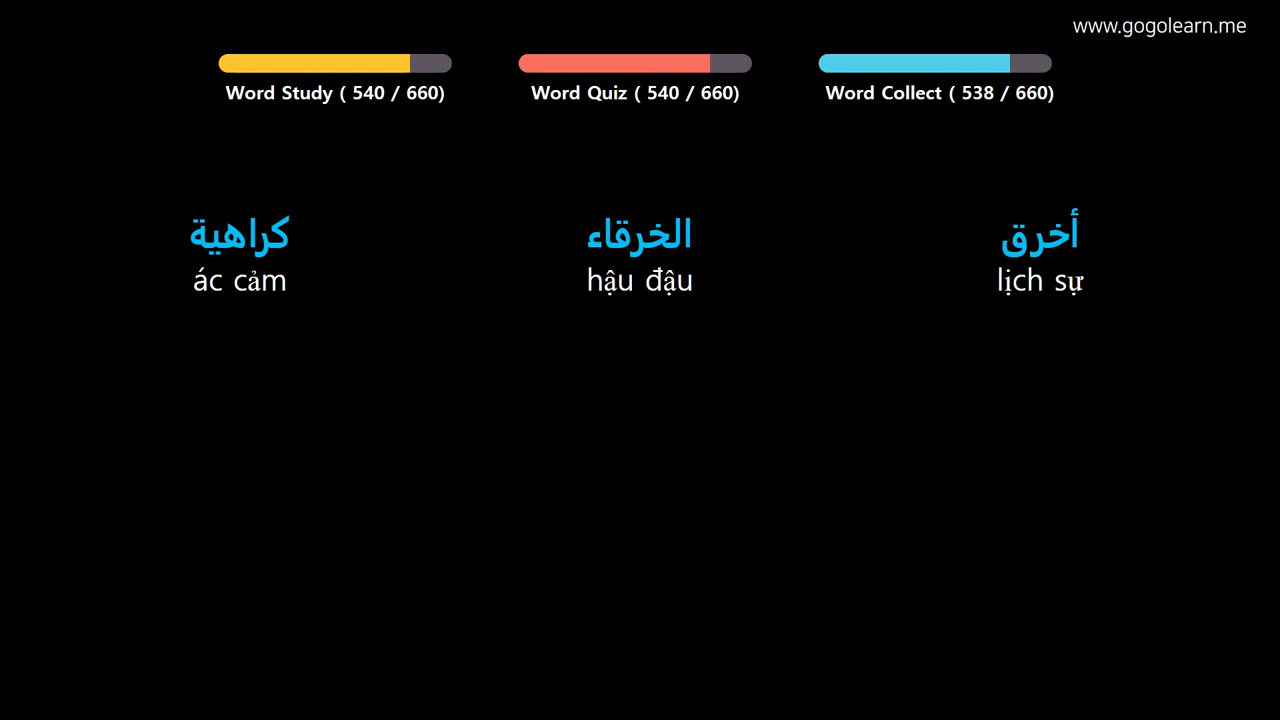 www.gogolearn.me
Word Study ( 540 / 660)
Word Quiz ( 540 / 660)
Word Collect ( 538 / 660)
كراهية
ác cảm
الخرقاء
hậu đậu
أخرق
lịch sự